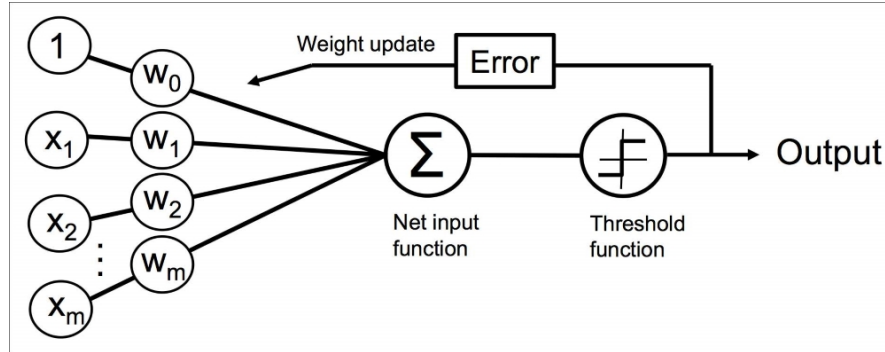 1
w₀
Weight update
Error
x₁
w₁
Σ
Output
x₂
w₂
Net input
function
Threshold
function
⋮
wₘ
xₘ